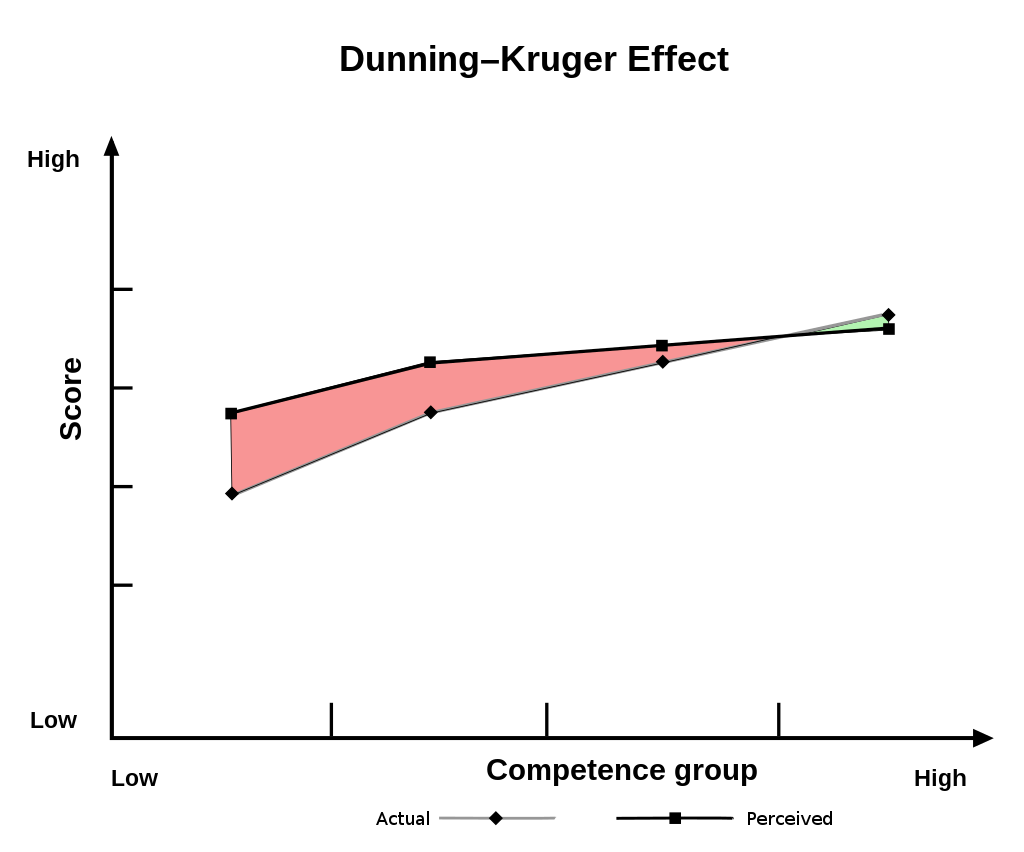 Dunning–Kruger Effect
High
Score
Low
Low
Competence group
High
Actual
Perceived